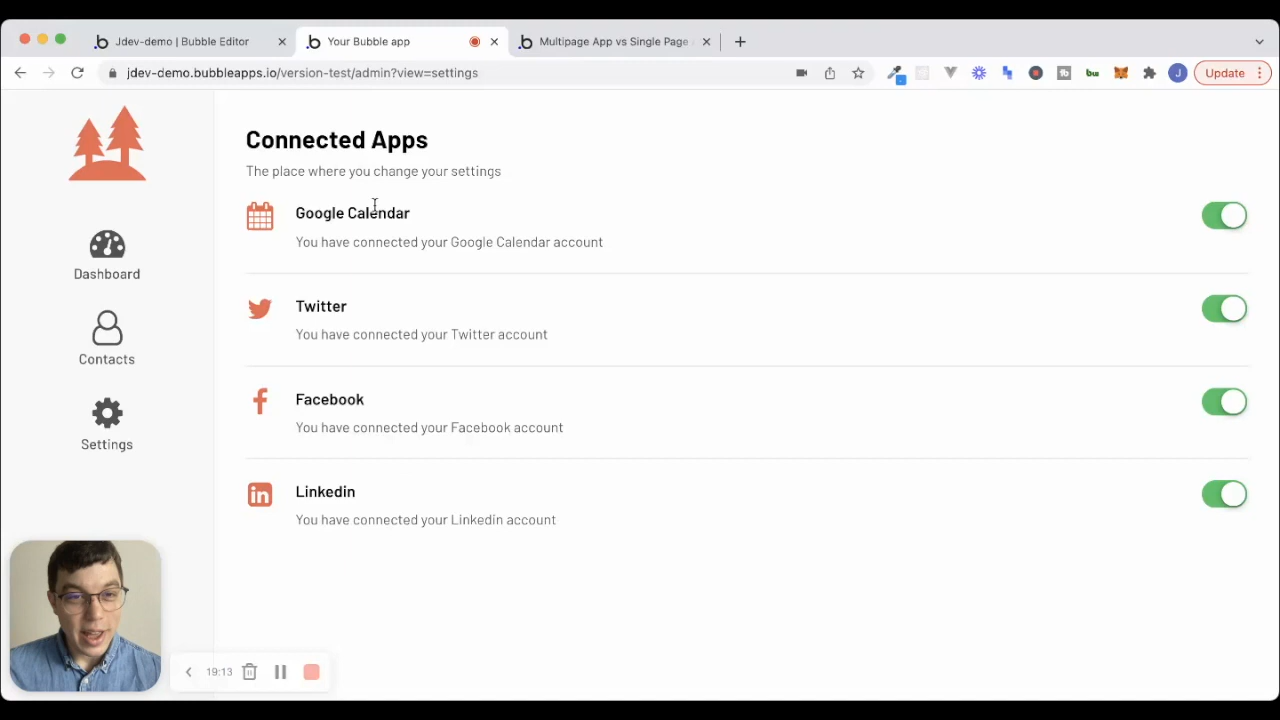 Jdev-demo | Bubble Editor
Your Bubble app
Multipage App vs Single Page
jdev-demo.bubbleapps.io/version-test/admin?view=settings
bw
J
Update
Connected Apps
The place where you change your settings
Google Calendar
You have connected your Google Calendar account
Dashboard
Twitter
You have connected your Twitter account
Contacts
Facebook
You have connected your Facebook account
Settings
Linkedin
You have connected your Linkedin account
19:13